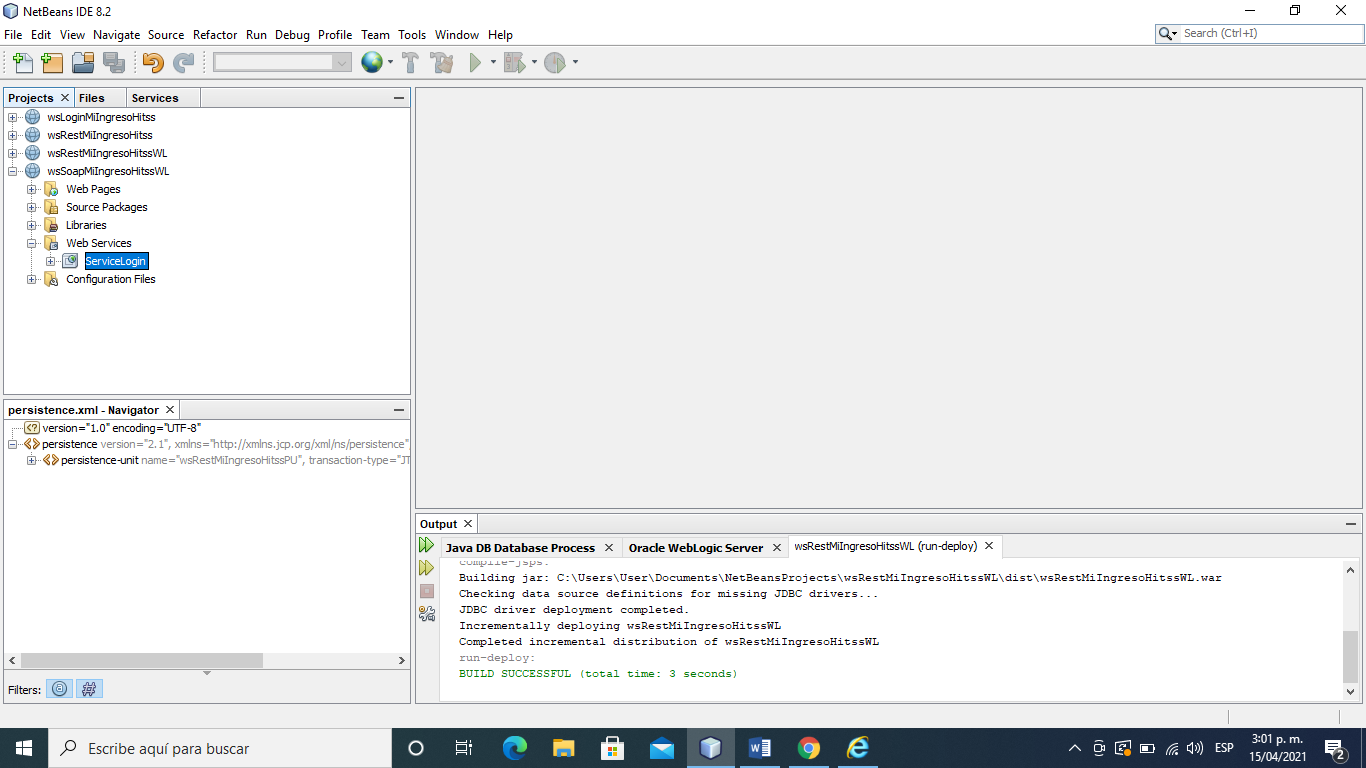 NetBeans IDE 8.2
File Edit View Navigate Source Refactor Run Debug Profile Team Tools Window Help
Search (Ctrl+I)
Projects Files Services
wsLoginMiIngresoHitss
wsRestMiIngresoHitss
wsRestMiIngresoHitssWL
wsSoapMiIngresoHitssWL
Web Pages
Source Packages
Libraries
Web Services
ServiceLogin
Configuration Files
persistence.xml - Navigator
version="1.0" encoding="UTF-8"
persistence version="2.1", xmlns="http://xmlns.jcp.org/xml/ns/persistence"
persistence-unit name="wsRestMiIngresoHitssPU", transaction-type="JT
Filters:
Output
Java DB Database Process Oracle WebLogic Server wsRestMiIngresoHitssWL (run-deploy)
compile-jsps:
Building jar: C:\Users\User\Documents\NetBeansProjects\wsRestMiIngresoHitssWL\dist\wsRestMiIngresoHitssWL.war
Checking data source definitions for missing JDBC drivers...
JDBC driver deployment completed.
Incrementally deploying wsRestMiIngresoHitssWL
Completed incremental distribution of wsRestMiIngresoHitssWL
run-deploy:
BUILD SUCCESSFUL (total time: 3 seconds)
Escribe aquí para buscar
ESP
3:01 p. m.
15/04/2021
2